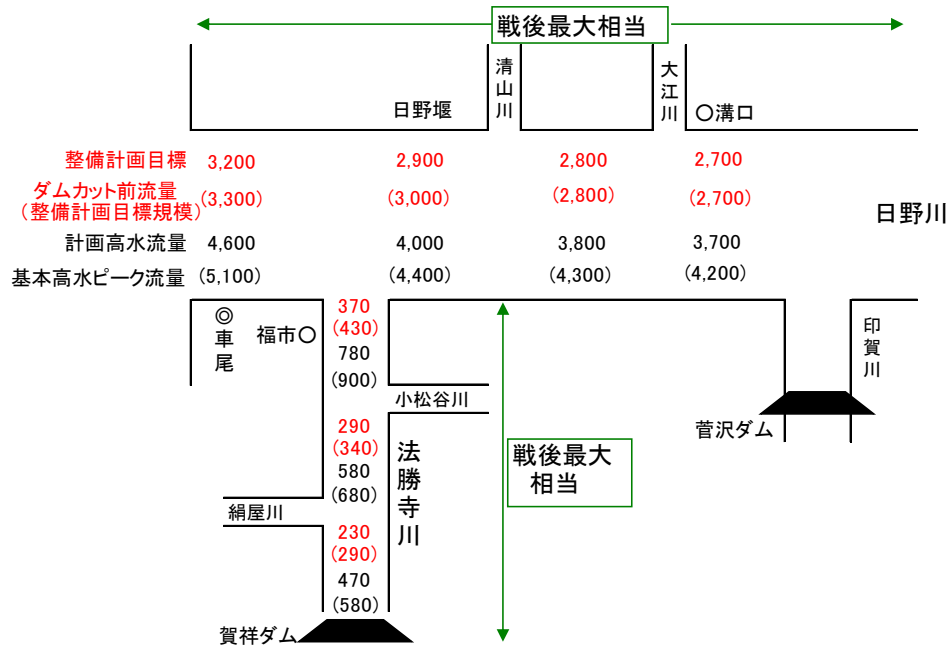 戦後最大相当
清山川
大江川
日野堰
○溝口
整備計画目標 3,200 2,900 2,800 2,700
ダムカット前流量
(整備計画目標規模) (3,300) (3,000) (2,800) (2,700)
日野川
計画高水流量 4,600 4,000 3,800 3,700
基本高水ピーク流量 (5,100) (4,400) (4,300) (4,200)
◎車尾
福市○
370
(430)
780
(900)
印賀川
小松谷川
菅沢ダム
290
(340)
580
(680)
法勝寺川
戦後最大
相当
絹屋川
230
(290)
470
(580)
賀祥ダム